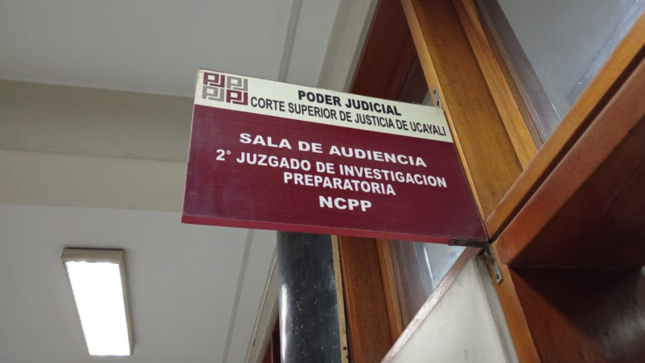 PODER JUDICIAL
CORTE SUPERIOR DE JUSTICIA DE UCAYALI
SALA DE AUDIENCIA
2° JUZGADO DE INVESTIGACION
PREPARATORIA
NCPP